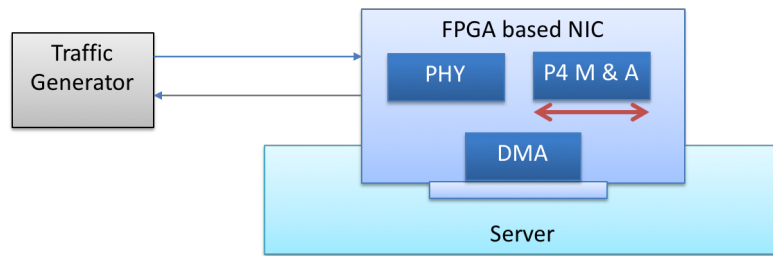 Traffic
Generator
FPGA based NIC
PHY
P4 M & A
DMA
Server